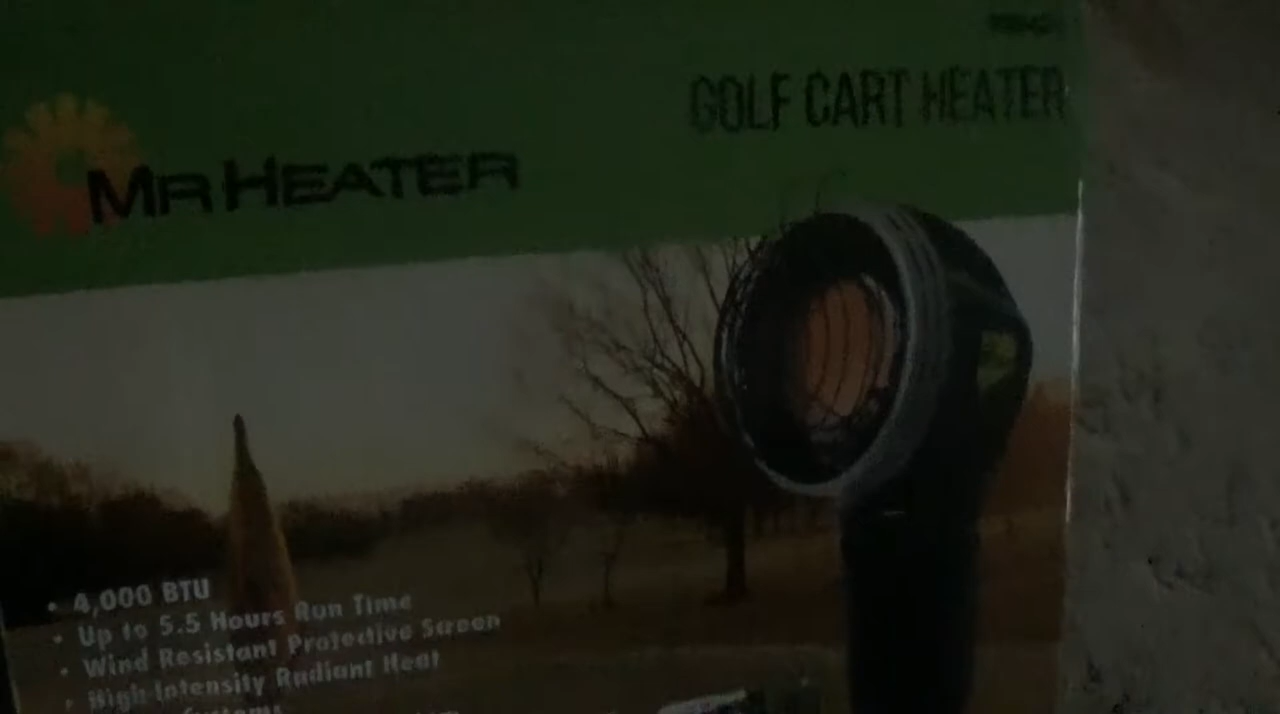 GOLF CART HEATER
MR HEATER
• 4,000 BTU
• Up to 5.5 Hours Run Time
• Wind Resistant Protective Screen
• High-Intensity Radiant Heat
Systems